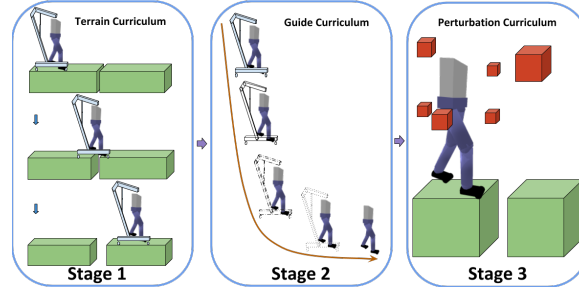 Terrain Curriculum
Guide Curriculum
Perturbation Curriculum
Stage 1
Stage 2
Stage 3